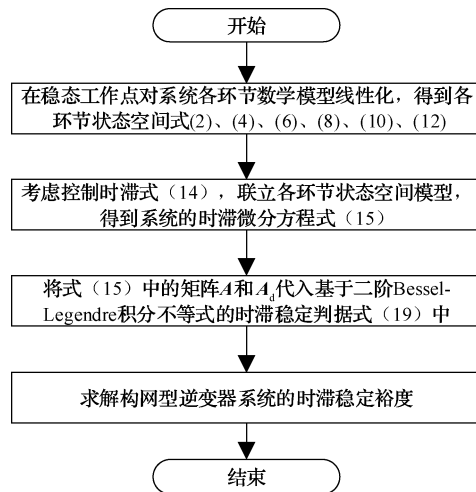 开始
在稳态工作点对系统各环节数学模型线性化，得到各
环节状态空间式(2)、(4)、(6)、(8)、(10)、(12)
考虑控制时滞式（14），联立各环节状态空间模型，
得到系统的时滞微分方程式（15）
将式（15）中的矩阵A和Ad代入基于二阶Bessel-
Legendre积分不等式的时滞稳定判据式（19）中
求解构网型逆变器系统的时滞稳定裕度
结束